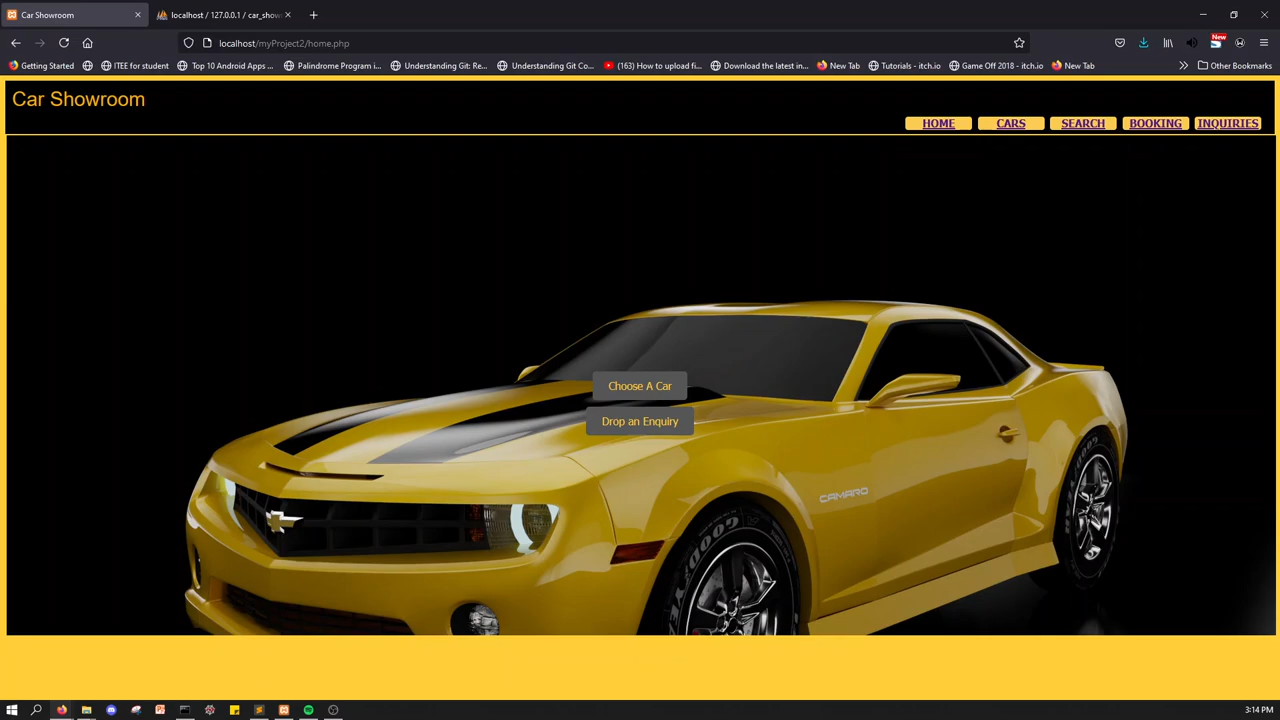 Car Showroom
localhost / 127.0.0.1 / car_show
localhost/myProject2/home.php
New
Getting Started
ITEE for student
Top 10 Android Apps ...
Palindrome Program i...
Understanding Git: Re...
Understanding Git Co...
(163) How to upload fi...
Download the latest in...
New Tab
Tutorials - itch.io
Game Off 2018 - itch.io
New Tab
Other Bookmarks
Car Showroom
HOME CARS SEARCH BOOKING INQUIRIES
Choose A Car
Drop an Enquiry
CAMARO
GOODYEAR
3:14 PM